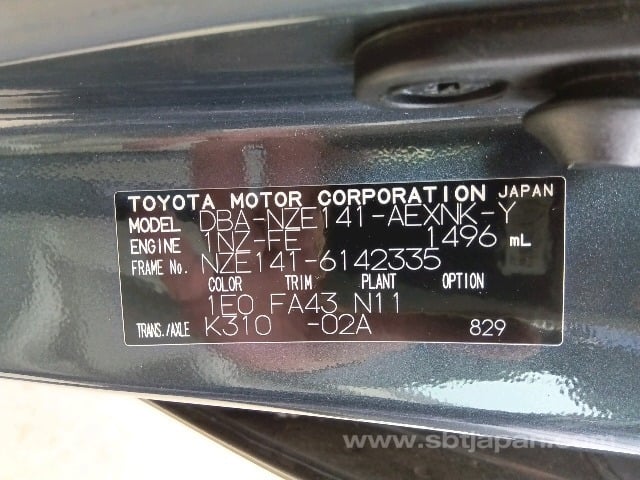 TOYOTA MOTOR CORPORATION JAPAN
MODEL DBA-NZE141-AEXNK-Y
ENGINE 1NZ-FE 1496 mL
FRAME No. NZE141-6142335
COLOR TRIM PLANT OPTION
1E0 FA43 N11
TRANS./AXLE K310 -02A 829
www.sbtjapan.com